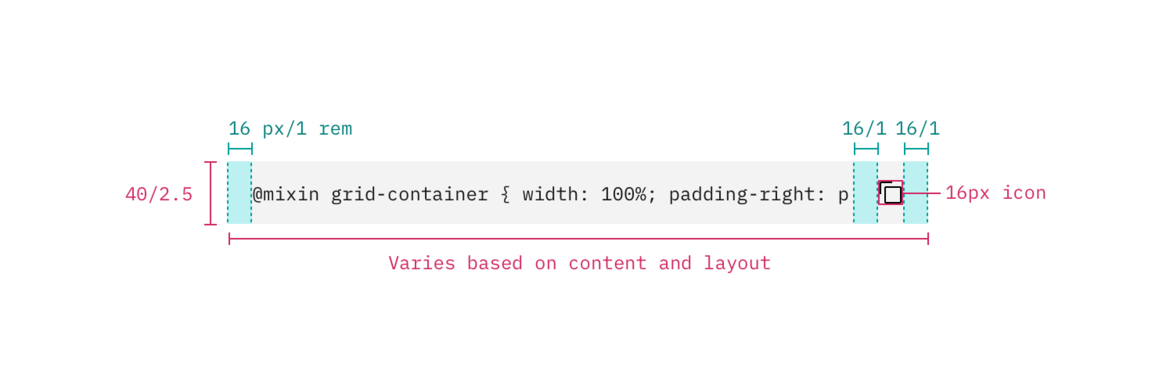 16 px/1 rem
16/1 16/1
40/2.5
@mixin grid-container { width: 100%; padding-right: p
16px icon
Varies based on content and layout